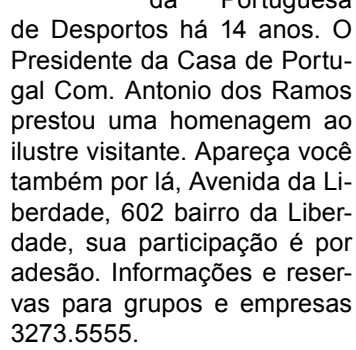 da Portuguesa
de Desportos há 14 anos. O
Presidente da Casa de Portu-
gal Com. Antonio dos Ramos
prestou uma homenagem ao
ilustre visitante. Apareça você
também por lá, Avenida da Li-
berdade, 602 bairro da Liber-
dade, sua participação é por
adesão. Informações e reser-
vas para grupos e empresas
3273.5555.